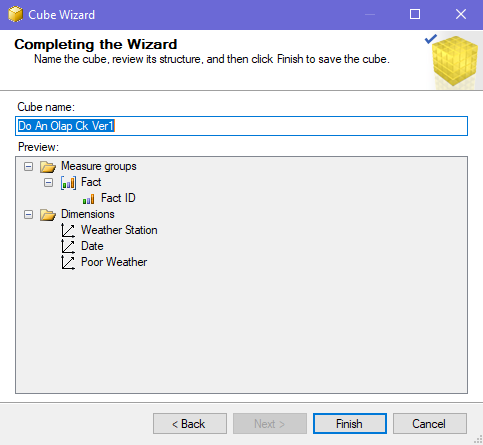 Cube Wizard
Completing the Wizard
Name the cube, review its structure, and then click Finish to save the cube.
Cube name:
Do An Olap Ck Ver1
Preview:
Measure groups
Fact
Fact ID
Dimensions
Weather Station
Date
Poor Weather
< Back
Next >
Finish
Cancel